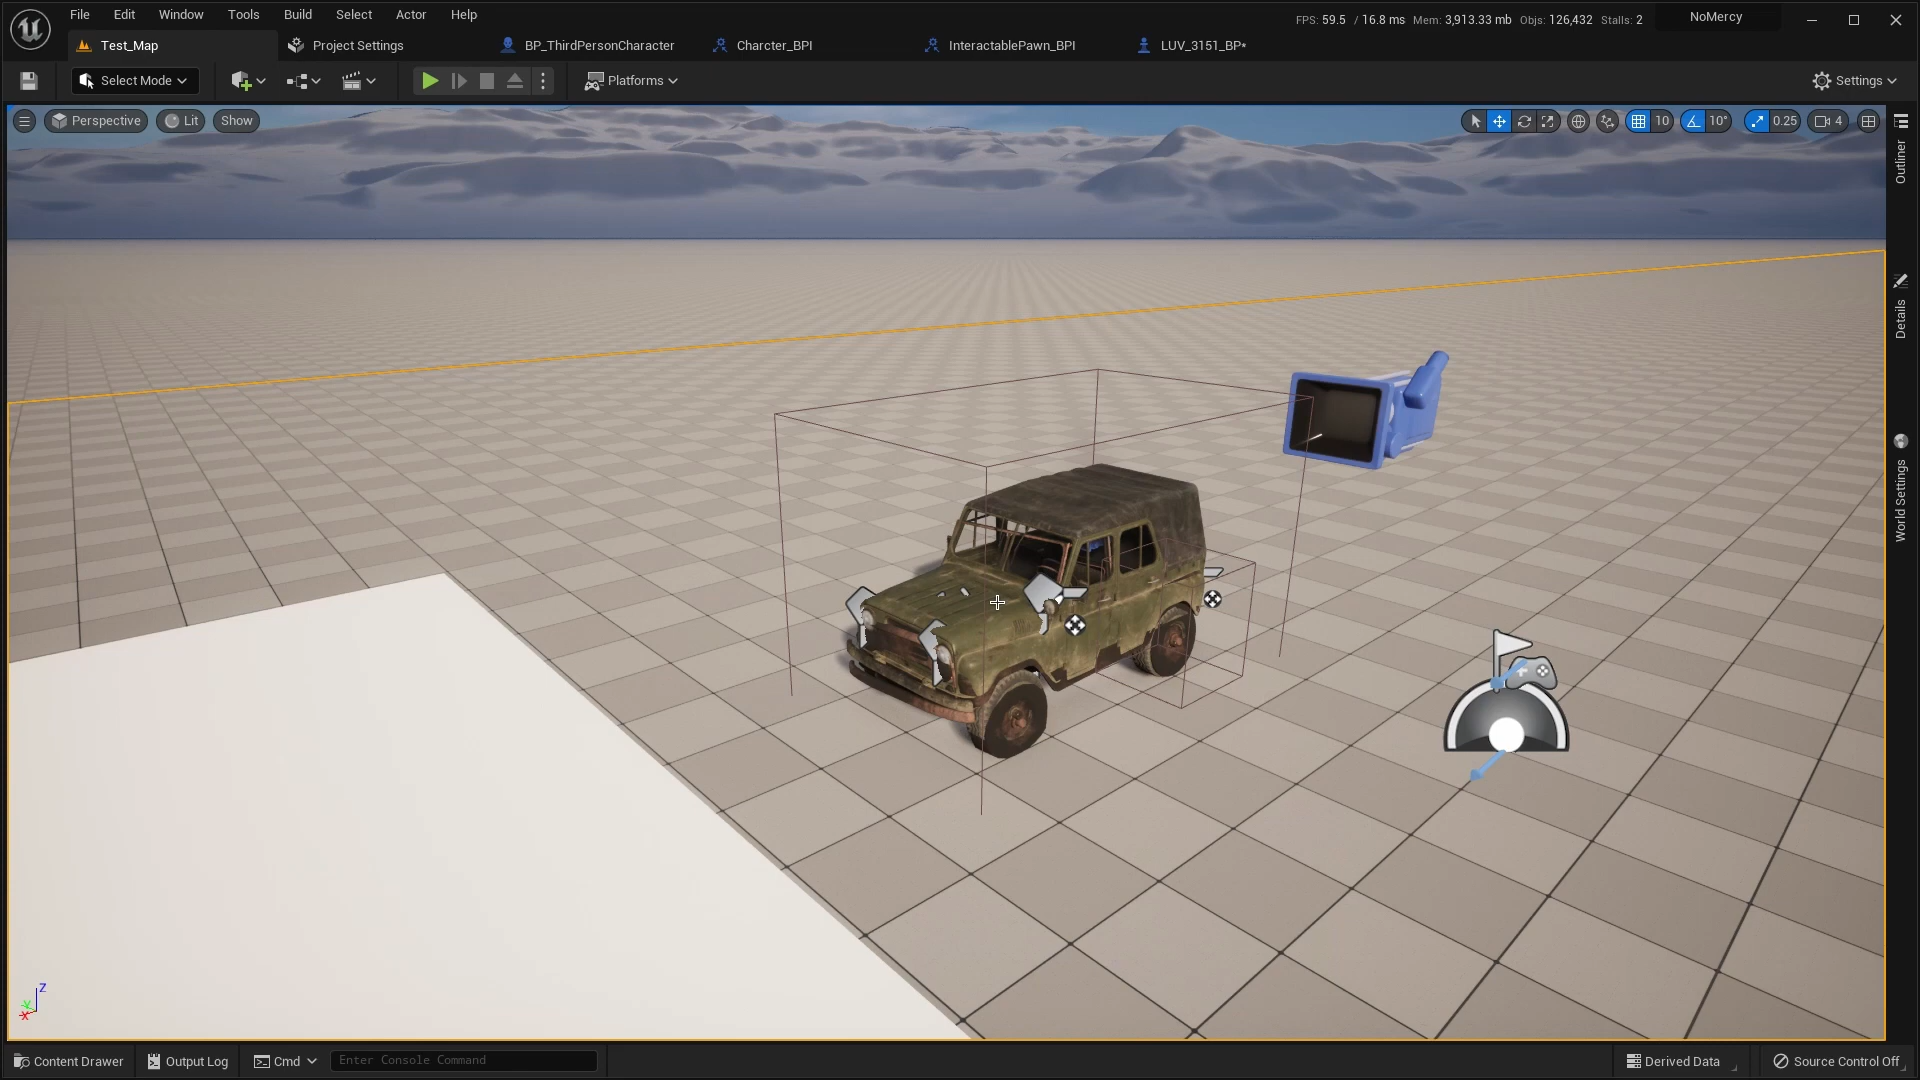 File Edit Window Tools Build Select Actor Help
FPS: 59.5 / 16.8 ms Mem: 3,913.33 mb Objs: 126,432 Stalls: 2 NoMercy
Test_Map Project Settings BP_ThirdPersonCharacter Charcter_BPI InteractablePawn_BPI LUV_3151_BP*
Select Mode Platforms Settings
Perspective Lit Show 10 10° 0.25 4
Outliner
Details
World Settings
Z
Y
X
Content Drawer Output Log Cmd Enter Console Command Derived Data Source Control Off